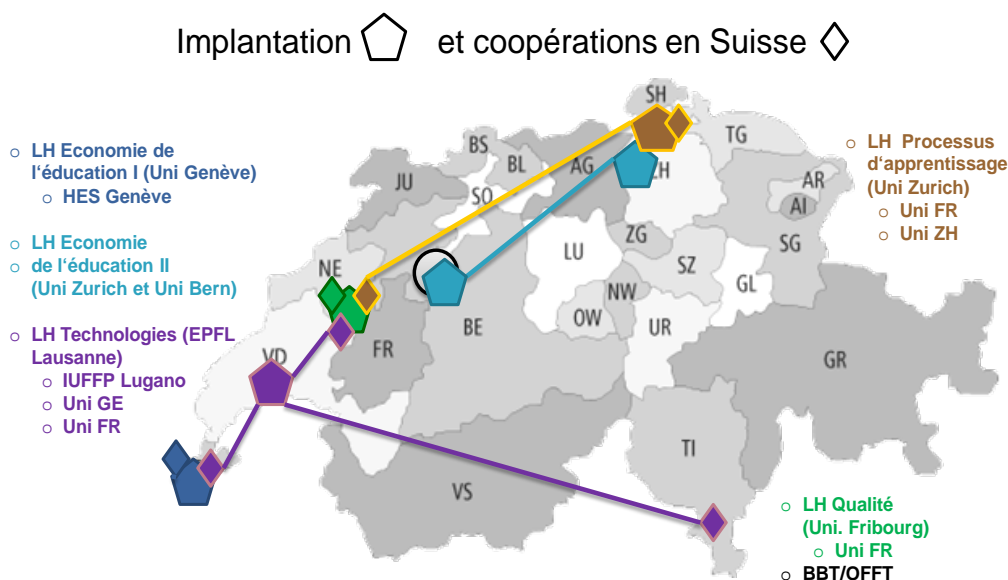 Implantation et coopérations en Suisse
LH Economie de
l‘éducation I (Uni Genève)
HES Genève
LH Economie
de l‘éducation II
(Uni Zurich et Uni Bern)
LH Technologies (EPFL
Lausanne)
IUFFP Lugano
Uni GE
Uni FR
LH Processus
d‘apprentissage
(Uni Zurich)
Uni FR
Uni ZH
LH Qualité
(Uni. Fribourg)
Uni FR
BBT/OFFT
SH
BS
BL
AG
ZH
TG
JU
SO
AR
AI
NE
LU
ZG
SZ
SG
GL
BE
OW
NW
UR
VD
FR
GR
VS
TI